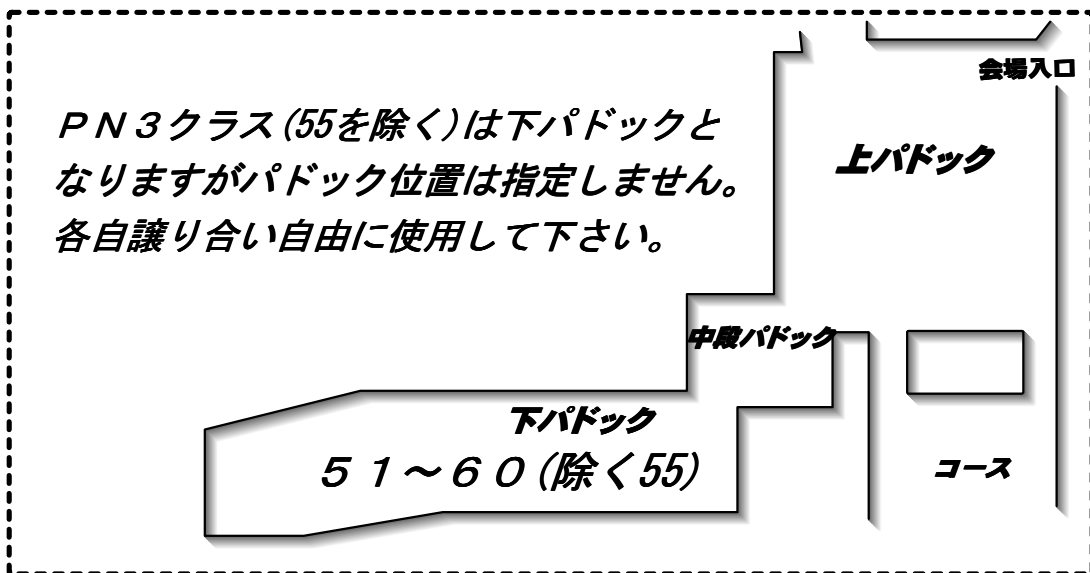 会場入口
ＰＮ３クラス(55を除く)は下パドックと
なりますがパドック位置は指定しません。
各自譲り合い自由に使用して下さい。
上パドック
中段パドック
下パドック
５１～６０(除く55)
コース